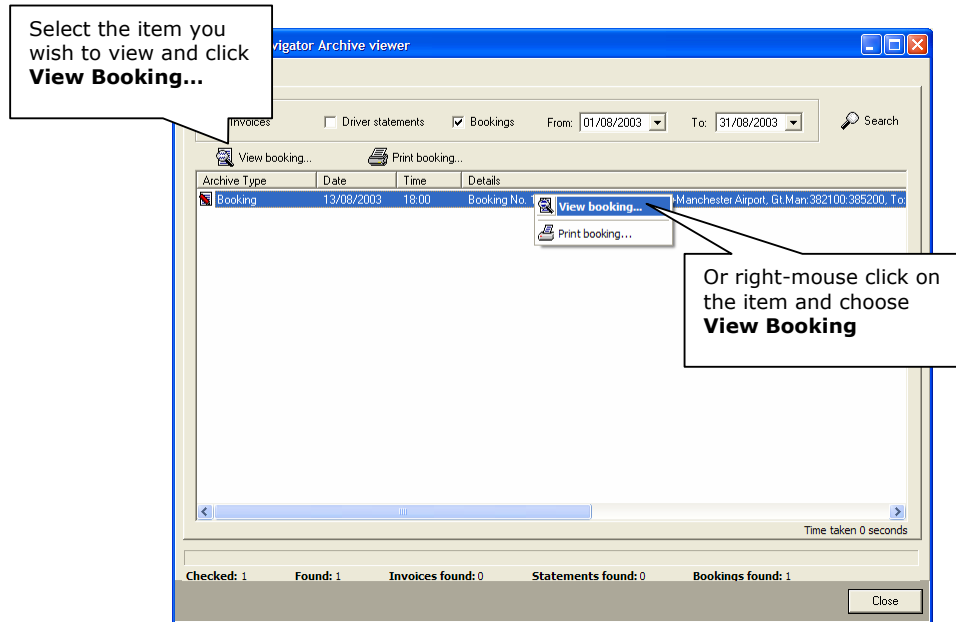 Select the item you
wish to view and click
View Booking...
Archive viewer
Invoices
Driver statements
Bookings
From: 01/08/2003
To: 31/08/2003
Search
View booking...
Print booking...
Archive Type Date Time Details
Booking 13/08/2003 18:00 Booking No. Manchester Airport, Gt.Man:382100:385200, To:
View booking...
Print booking...
Or right-mouse click on
the item and choose
View Booking
Time taken 0 seconds
Checked: 1 Found: 1 Invoices found: 0 Statements found: 0 Bookings found: 1
Close